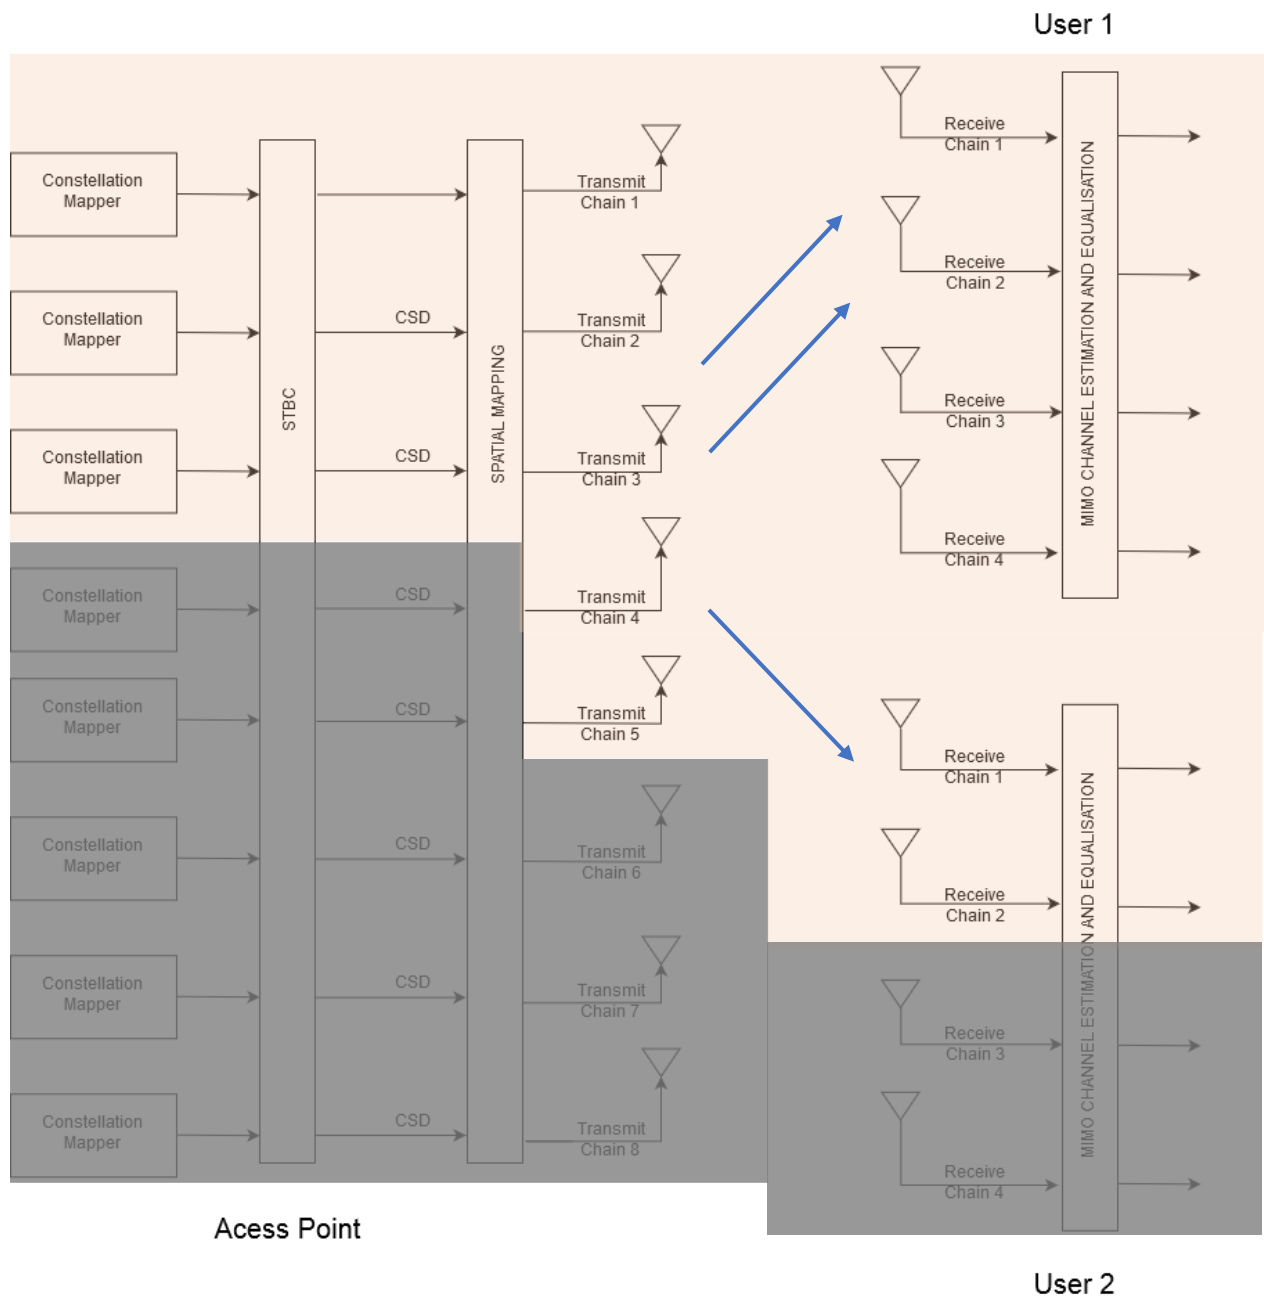 User 1
Constellation
Mapper
Constellation
Mapper
Constellation
Mapper
Constellation
Mapper
Constellation
Mapper
Constellation
Mapper
Constellation
Mapper
Constellation
Mapper
STBC
CSD
CSD
CSD
CSD
CSD
CSD
CSD
SPATIAL MAPPING
Transmit
Chain 1
Transmit
Chain 2
Transmit
Chain 3
Transmit
Chain 4
Transmit
Chain 5
Transmit
Chain 6
Transmit
Chain 7
Transmit
Chain 8
Receive
Chain 1
Receive
Chain 2
Receive
Chain 3
Receive
Chain 4
MIMO CHANNEL ESTIMATION AND EQUALISATION
Receive
Chain 1
Receive
Chain 2
Receive
Chain 3
Receive
Chain 4
MIMO CHANNEL ESTIMATION AND EQUALISATION
Acess Point
User 2